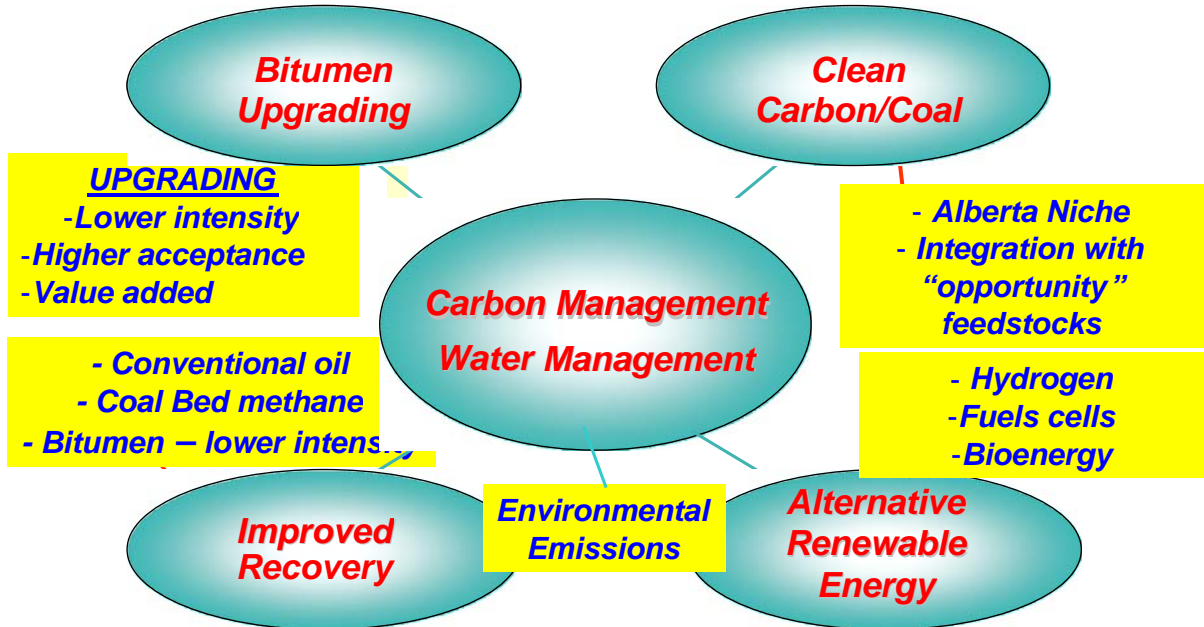 Bitumen
Upgrading
Clean
Carbon/Coal
UPGRADING
-Lower intensity
-Higher acceptance
-Value added
- Alberta Niche
- Integration with
“opportunity”
feedstocks
Carbon Management
Water Management
- Conventional oil
- Coal Bed methane
- Bitumen – lower intensity
- Hydrogen
-Fuels cells
-Bioenergy
Improved
Recovery
Environmental
Emissions
Alternative
Renewable
Energy